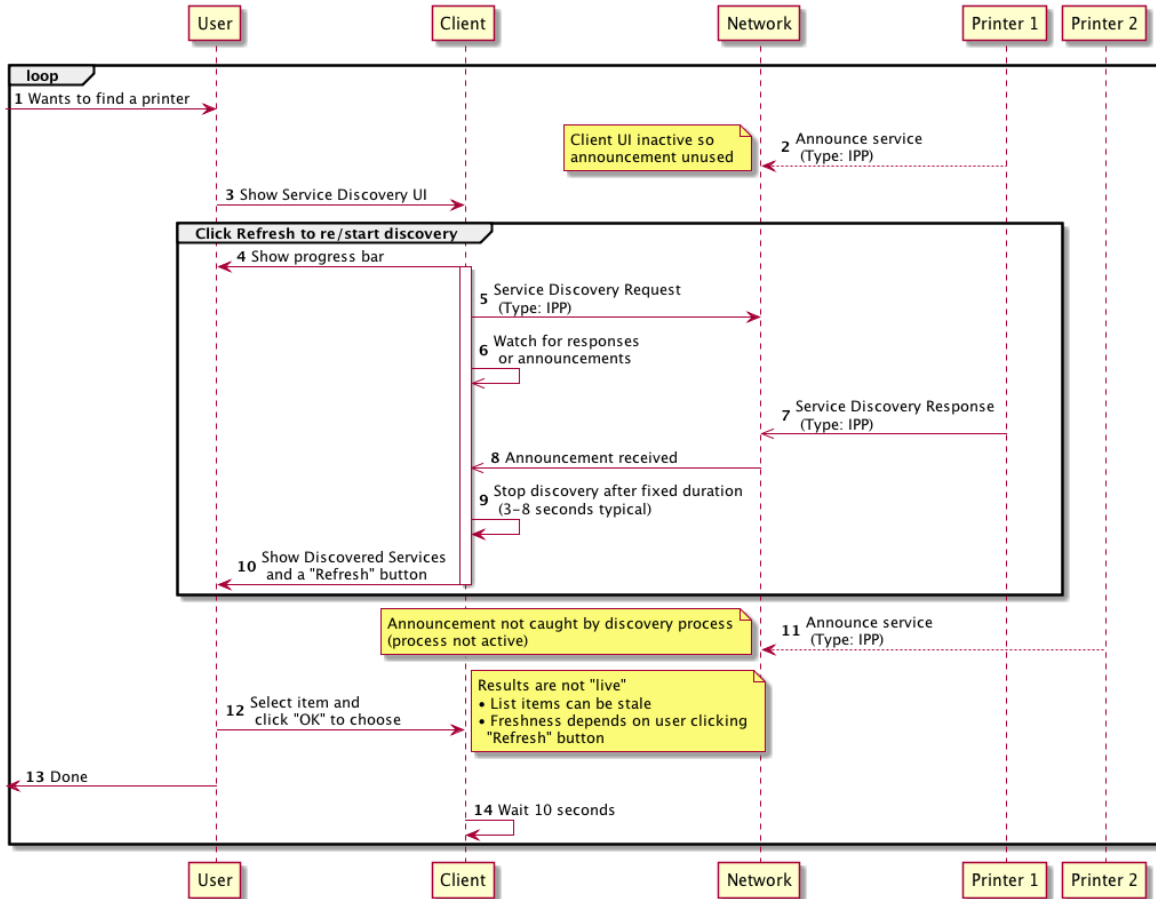 User
Client
Network
Printer 1
Printer 2
loop
1 Wants to find a printer
Client UI inactive so
announcement unused
2 Announce service
(Type: IPP)
3 Show Service Discovery UI
Click Refresh to re/start discovery
4 Show progress bar
5 Service Discovery Request
(Type: IPP)
6 Watch for responses
or announcements
7 Service Discovery Response
(Type: IPP)
8 Announcement received
9 Stop discovery after fixed duration
(3-8 seconds typical)
10 Show Discovered Services
and a "Refresh" button
Announcement not caught by discovery process
(process not active)
11 Announce service
(Type: IPP)
12 Select item and
click "OK" to choose
Results are not "live"
• List items can be stale
• Freshness depends on user clicking
"Refresh" button
13 Done
14 Wait 10 seconds
User
Client
Network
Printer 1
Printer 2